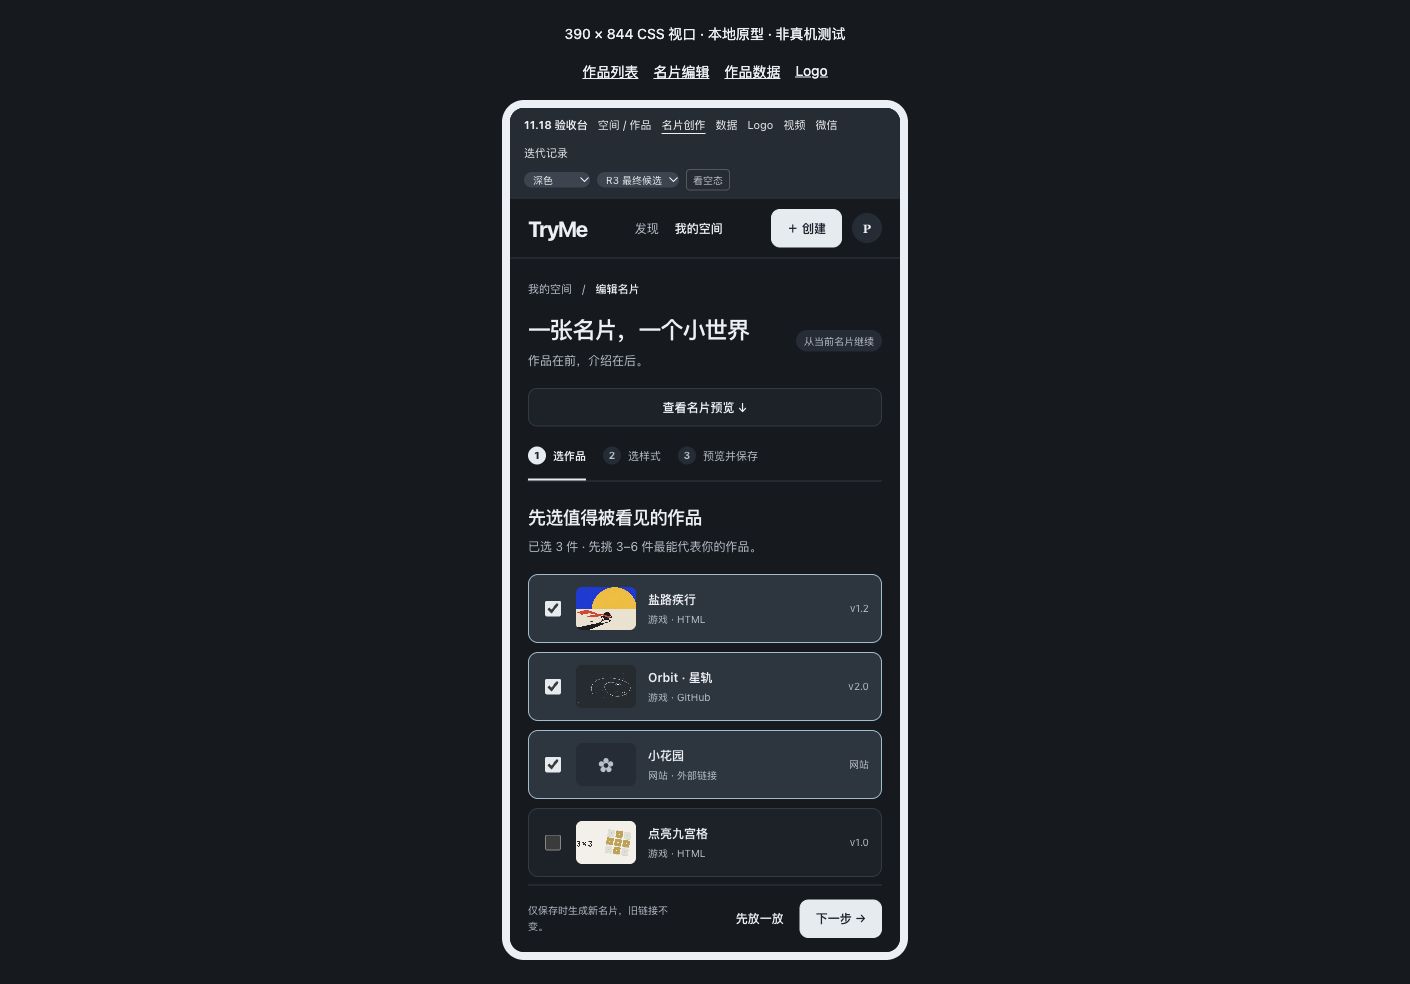 390 × 844 CSS 视口 · 本地原型 · 非真机测试
作品列表 名片编辑 作品数据 Logo
11.18 验收台 空间 / 作品 名片创作 数据 Logo 视频 微信
迭代记录
深色 R3 最终候选 看空态
TryMe 发现 我的空间 + 创建 P
我的空间 / 编辑名片
一张名片，一个小世界
从当前名片继续
作品在前，介绍在后。
查看名片预览 ↓
1 选作品 2 选样式 3 预览并保存
先选值得被看见的作品
已选 3 件 · 先挑 3–6 件最能代表你的作品。
盐路疾行
游戏 · HTML
v1.2
Orbit · 星轨
游戏 · GitHub
v2.0
小花园
网站 · 外部链接
网站
3×3
点亮九宫格
游戏 · HTML
v1.0
仅保存时生成新名片，旧链接不
变。
先放一放 下一步 →